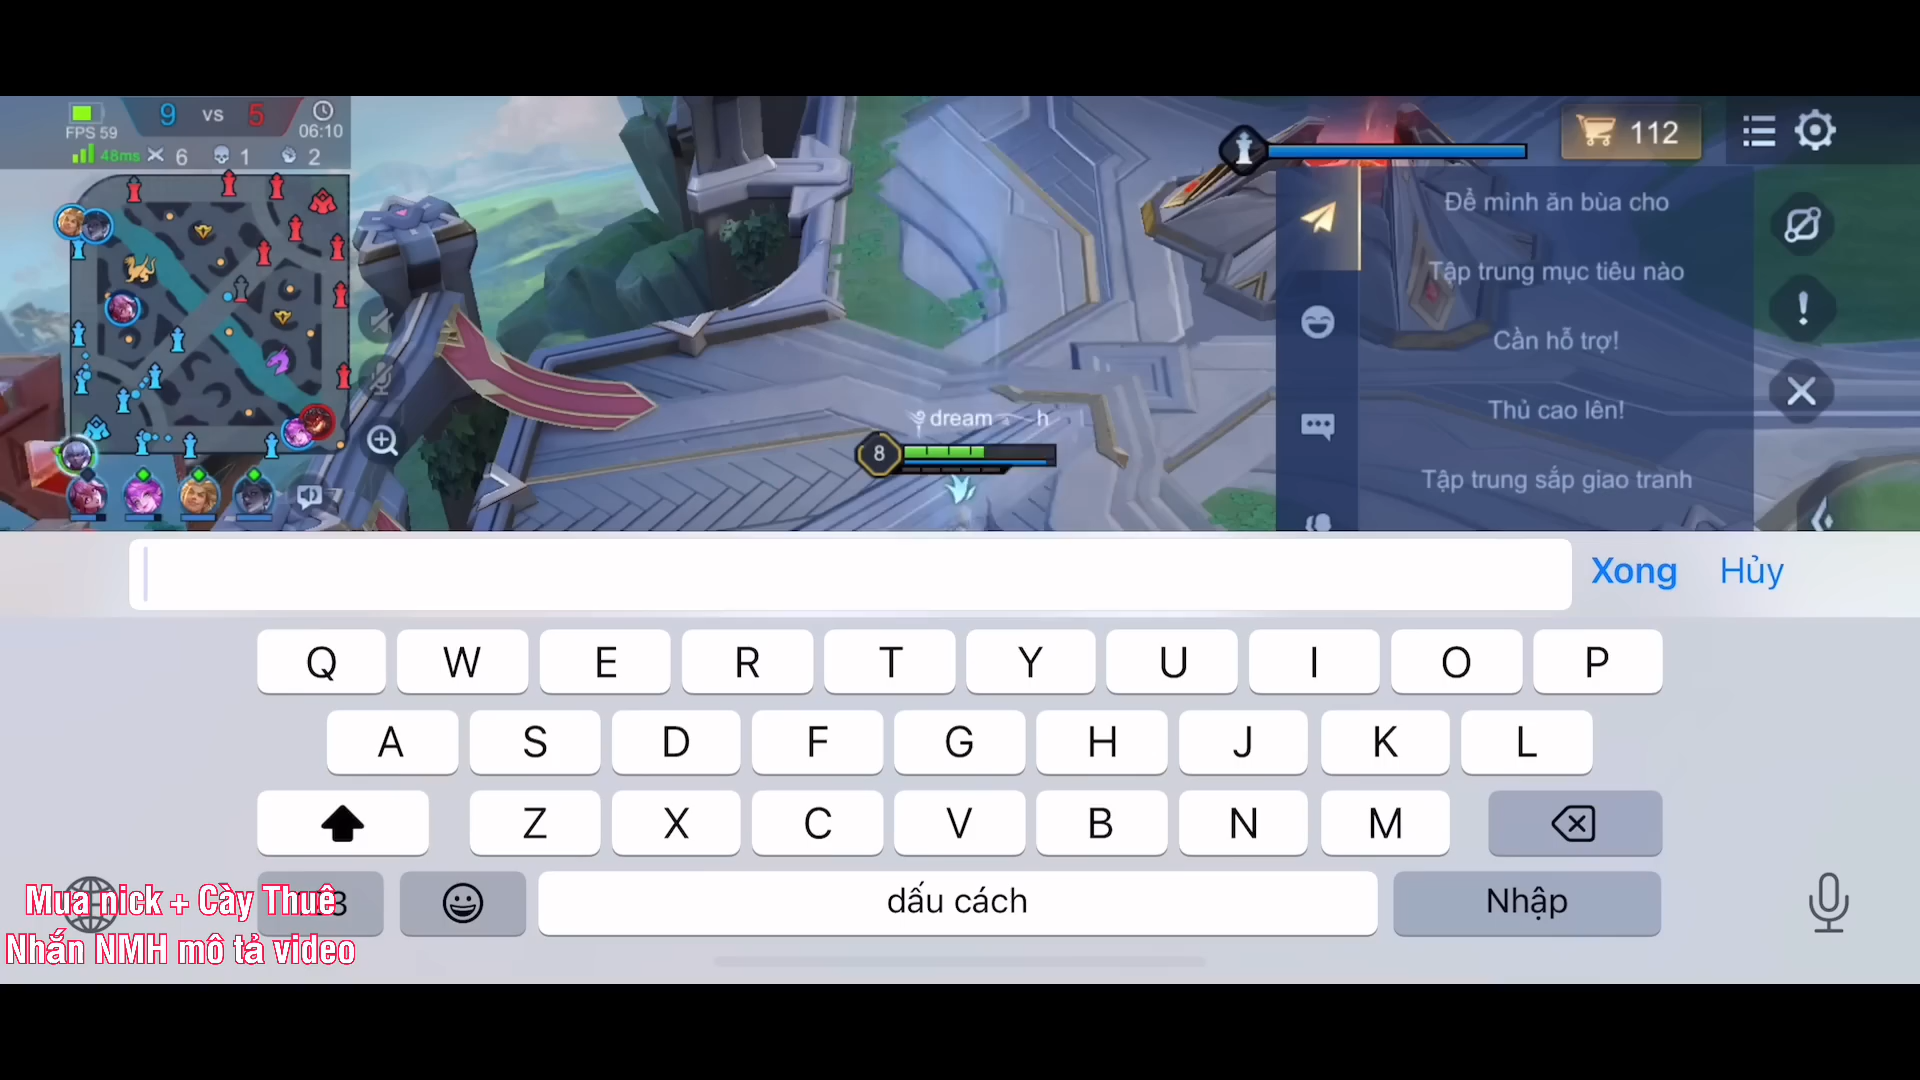 9 vs 5
FPS 59
06:10
48ms 6 1 2
112
Để mình ăn bùa cho
Tập trung mục tiêu nào
Cần hỗ trợ!
Thủ cao lên!
Tập trung sắp giao tranh
dream h
8
Xong Hủy
Q W E R T Y U I O P
A S D F G H J K L
Z X C V B N M
dấu cách Nhập
Mua nick + Cày Thuê
Nhắn NMH mô tả video